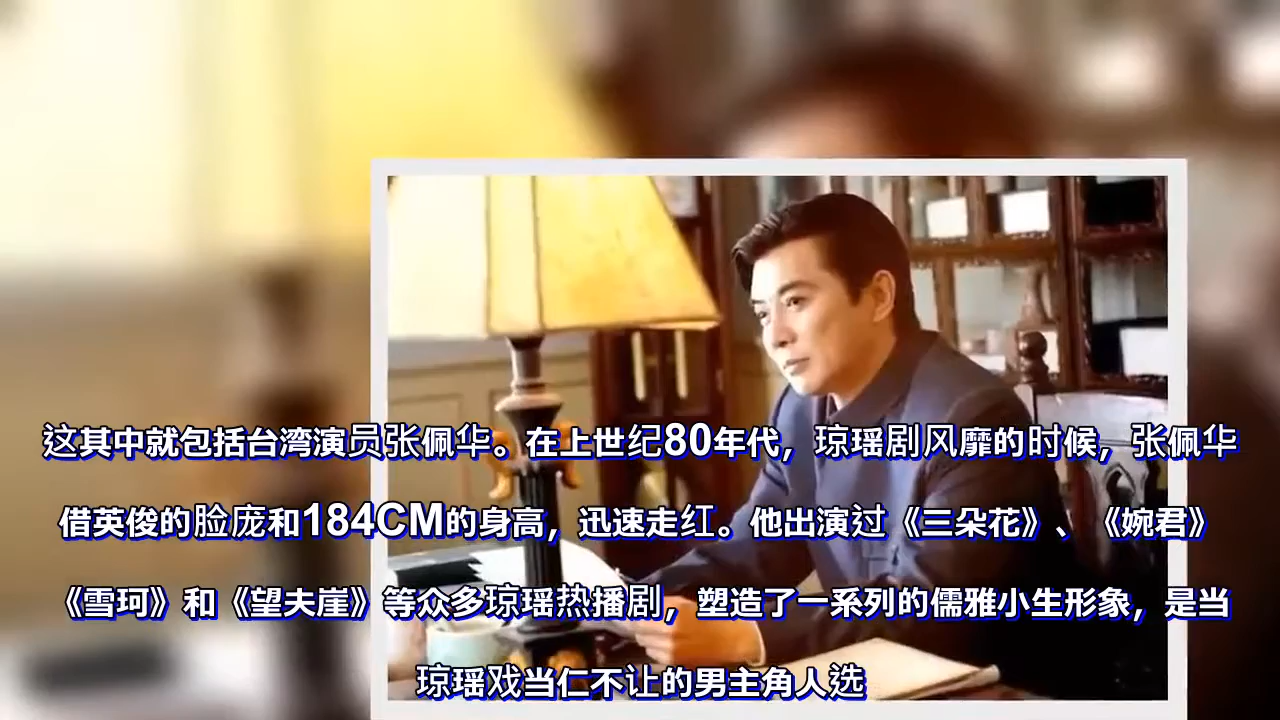 这其中就包括台湾演员张佩华。在上世纪80年代，琼瑶剧风靡的时候，张佩华
借英俊的脸庞和184CM的身高，迅速走红。他出演过《三朵花》、《婉君》
《雪珂》和《望夫崖》等众多琼瑶热播剧，塑造了一系列的儒雅小生形象，是当
琼瑶戏当仁不让的男主角人选